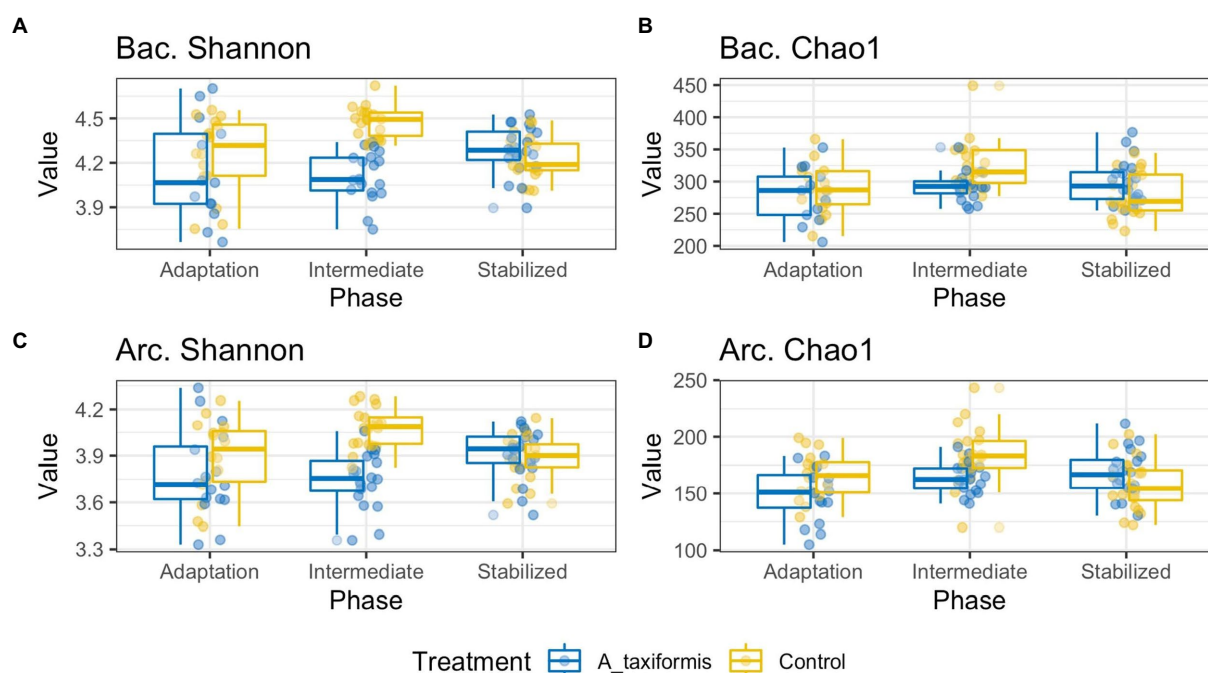 A
Bac. Shannon
Value
4.5
4.2
3.9
Adaptation Intermediate Stabilized
Phase
B
Bac. Chao1
Value
450
400
350
300
250
200
Adaptation Intermediate Stabilized
Phase
C
Arc. Shannon
Value
4.2
3.9
3.6
3.3
Adaptation Intermediate Stabilized
Phase
D
Arc. Chao1
Value
250
200
150
100
Adaptation Intermediate Stabilized
Phase
Treatment A_taxiformis Control